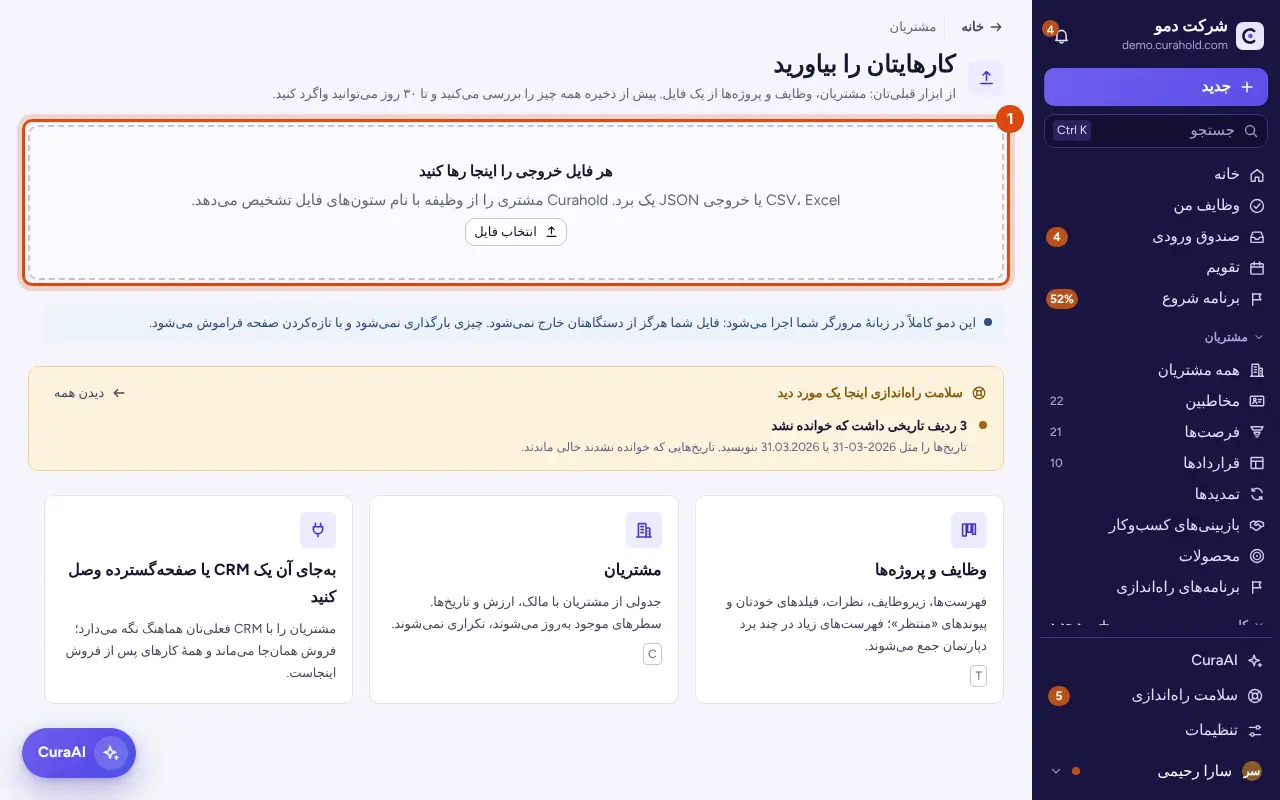 شرکت دمو
demo.curahold.com
4
جدید
جستجو
Ctrl K
خانه
وظایف من
صندوق ورودی
4
تقویم
برنامه شروع
52%
مشتریان
همه مشتریان
مخاطبین
22
فرصت‌ها
21
قراردادها
10
تمدیدها
بازبینی‌های کسب‌وکار
محصولات
برنامه‌های راه‌اندازی
CuraAI
سلامت راه‌اندازی
5
تنظیمات
سر
سارا رحیمی
خانه
مشتریان
کارهایتان را بیاورید
از ابزار قبلی‌تان: مشتریان، وظایف و پروژه‌ها از یک فایل. پیش از ذخیره همه چیز را بررسی می‌کنید و تا ۳۰ روز می‌توانید واگرد کنید.
1
هر فایل خروجی را اینجا رها کنید
CSV، Excel یا خروجی JSON یک برد. Curahold مشتری را از وظیفه با نام ستون‌های فایل تشخیص می‌دهد.
انتخاب فایل
این دمو کاملاً در زبانهٔ مرورگر شما اجرا می‌شود: فایل شما هرگز از دستگاهتان خارج نمی‌شود. چیزی بارگذاری نمی‌شود و با تازه‌کردن صفحه فراموش می‌شود.
سلامت راه‌اندازی اینجا یک مورد دید
دیدن همه
3 ردیف تاریخی داشت که خوانده نشد
تاریخ‌ها را مثل 2026-03-31 یا 31.03.2026 بنویسید. تاریخ‌هایی که خوانده نشدند خالی ماندند.
وظایف و پروژه‌ها
فهرست‌ها، زیروظایف، نظرات، فیلدهای خودتان و
پیوندهای «منتظر»؛ فهرست‌های زیاد در چند برد
دپارتمان جمع می‌شوند.
T
مشتریان
جدولی از مشتریان با مالک، ارزش و تاریخ‌ها.
سطرهای موجود به‌روز می‌شوند، نکراری نمی‌شوند.
C
به‌جای آن یک CRM یا صفحه‌گسترده وصل
کنید
مشتریان را با CRM فعلی‌تان هماهنگ نگه می‌دارد؛
فروش همان‌جا می‌ماند و همهٔ کارهای پس از فروش
اینجاست.
CuraAI